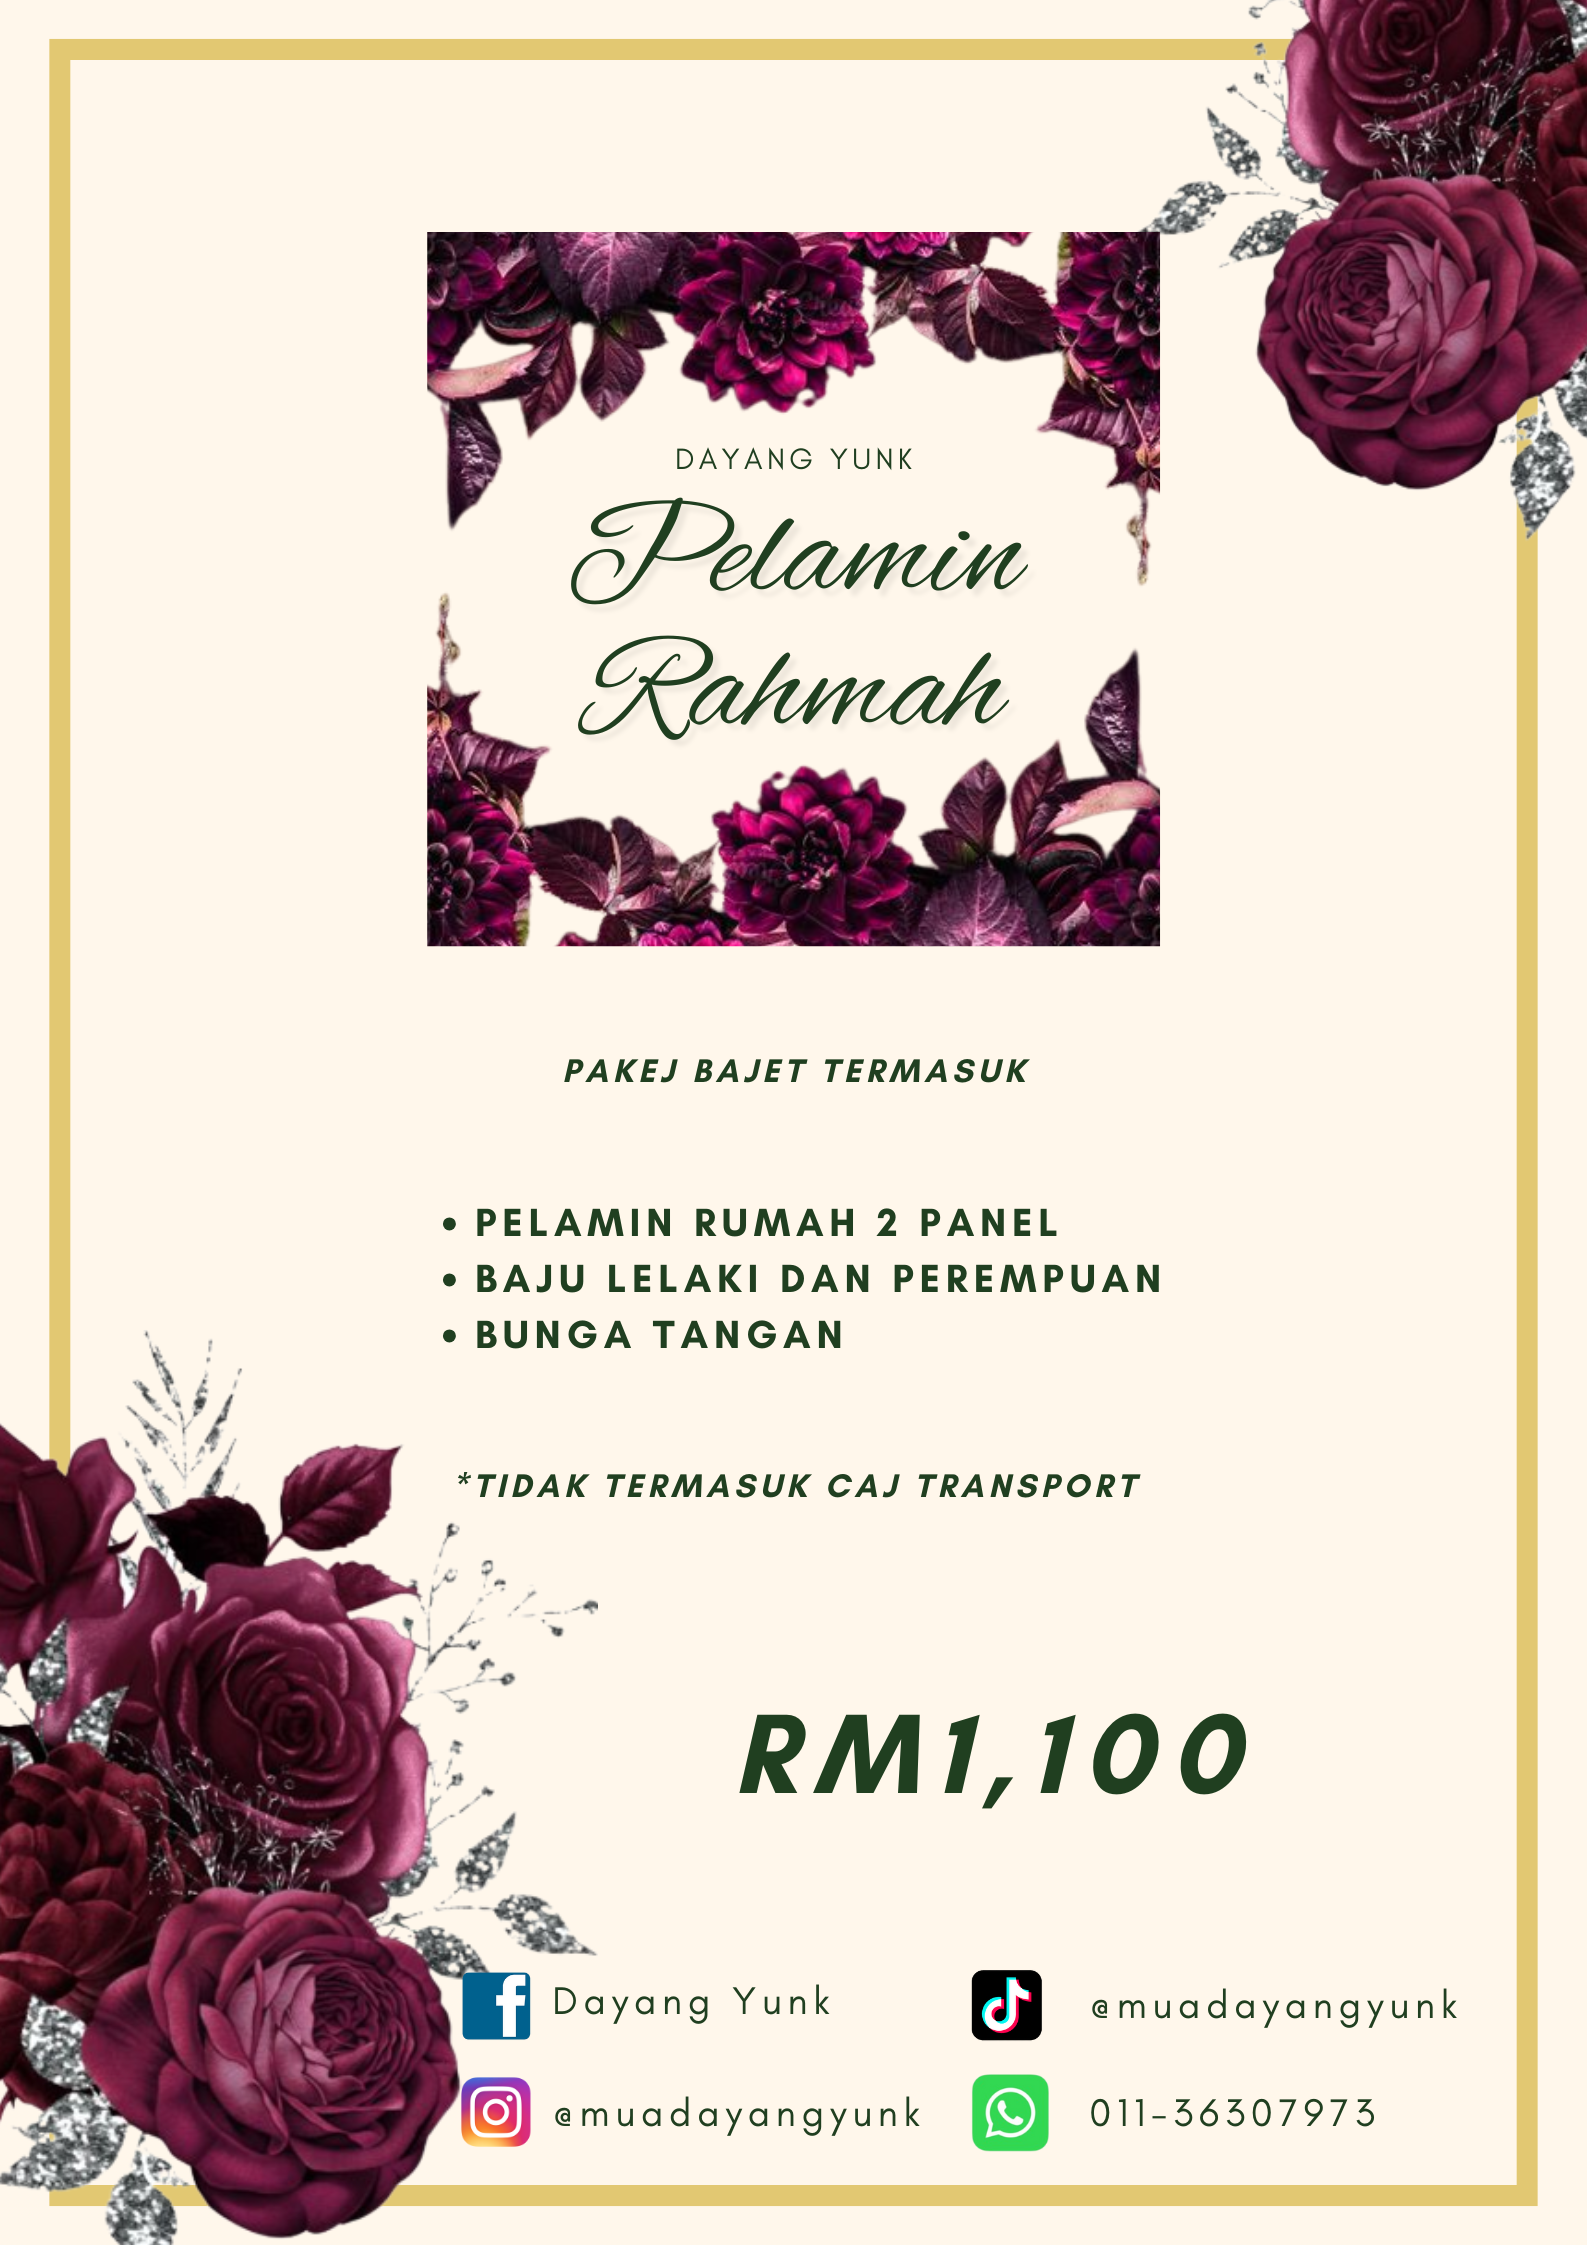 DAYANG YUNK
Pelamin
Rahmah
PAKEJ BAJET TERMASUK
• PELAMIN RUMAH 2 PANEL
• BAJU LELAKI DAN PEREMPUAN
• BUNGA TANGAN
*TIDAK TERMASUK CAJ TRANSPORT
RM1,100
Dayang Yunk
@muadayangyunk
@muadayangyunk
011-36307973